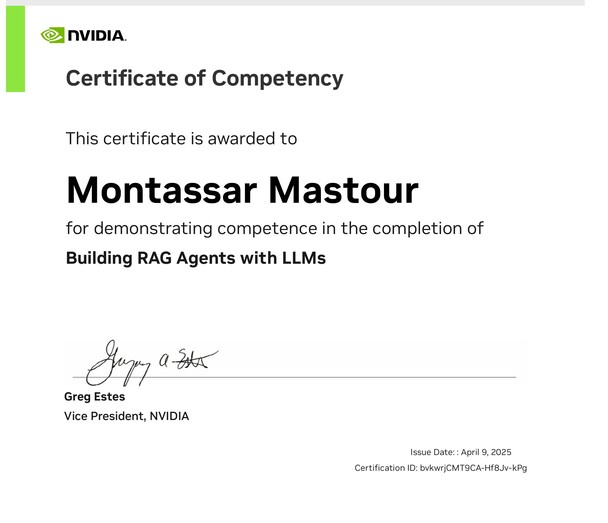 NVIDIA.
Certificate of Competency
This certificate is awarded to
Montassar Mastour
for demonstrating competence in the completion of
Building RAG Agents with LLMs
Greg Estes
Vice President, NVIDIA
Issue Date: : April 9, 2025
Certification ID: bvkwrjCMT9CA-Hf8Jv-kPg